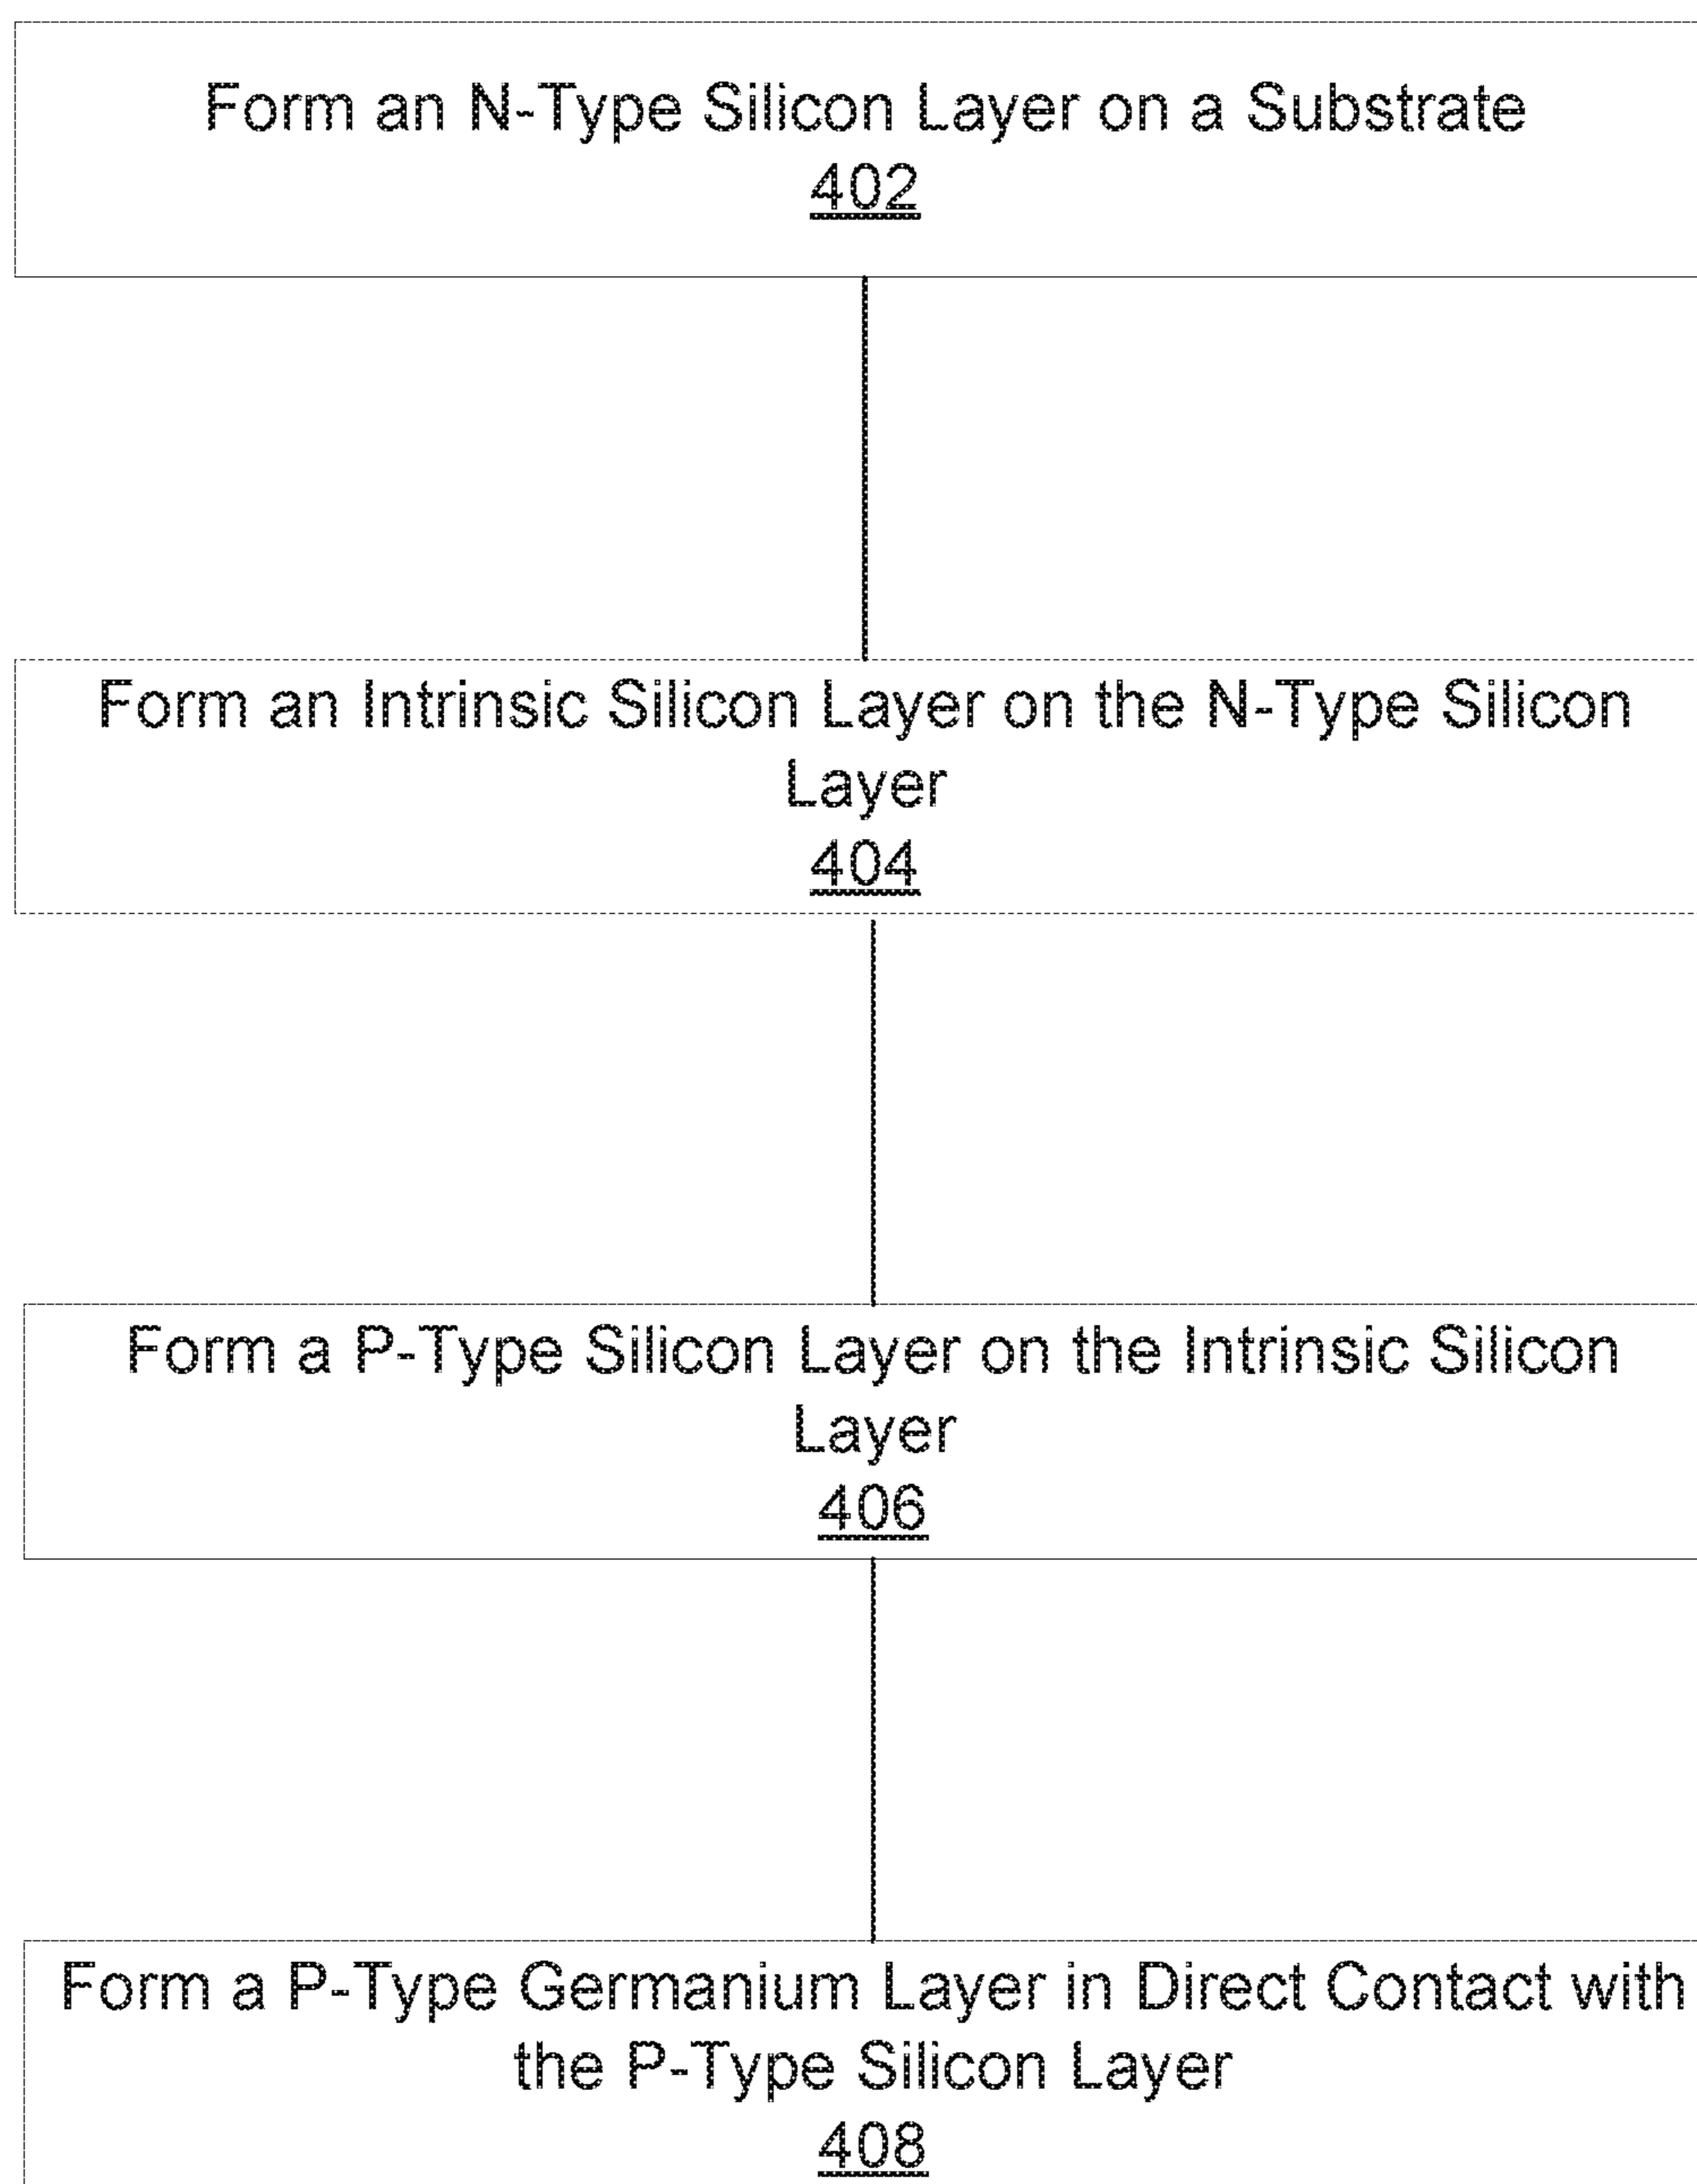 Form an N-Type Silicon Layer on a Substrate
402
Form an Intrinsic Silicon Layer on the N-Type Silicon
Layer
404
Form a P-Type Silicon Layer on the Intrinsic Silicon
Layer
406
Form a P-Type Germanium Layer in Direct Contact with
the P-Type Silicon Layer
408